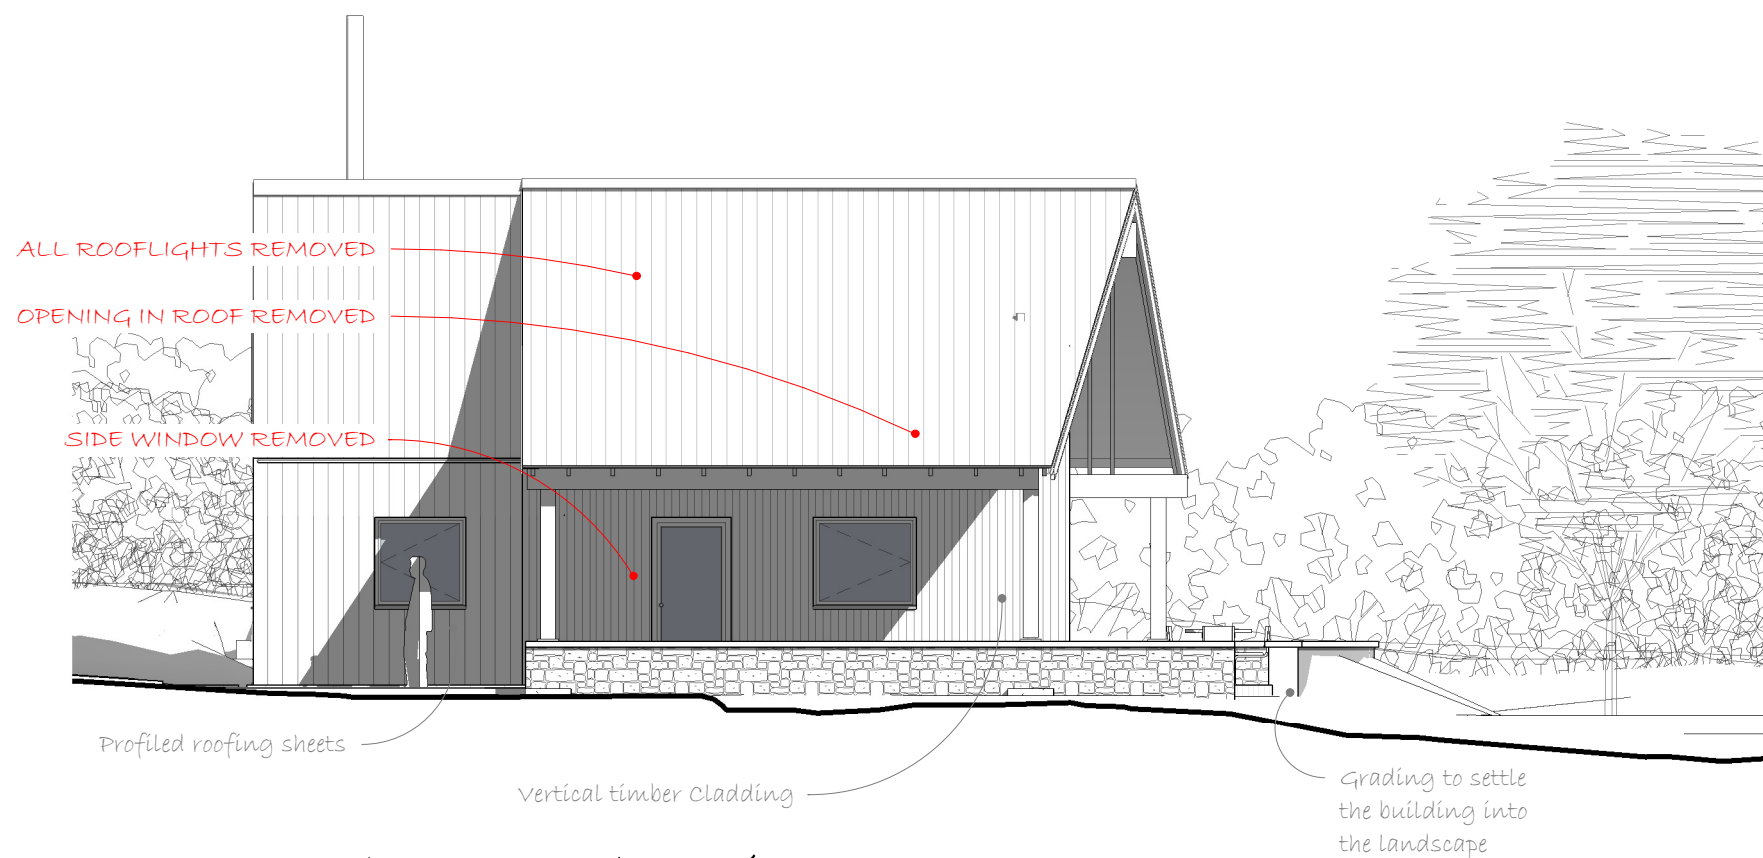 ALL ROOFLIGHTS REMOVED
OPENING IN ROOF REMOVED
SIDE WINDOW REMOVED
Profiled roofing sheets
Vertical timber Cladding
Grading to settle
the building into
the landscape